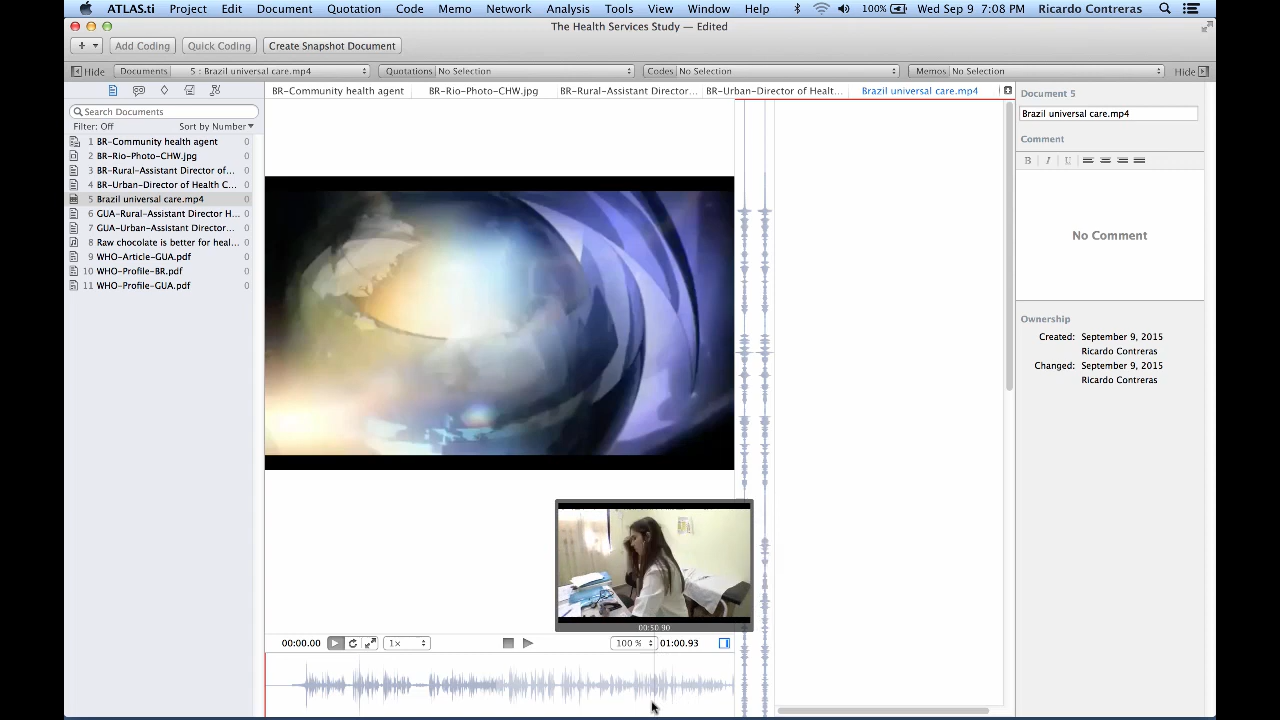 ATLAS.ti Project Edit Document Quotation Code Memo Network Analysis Tools View Window Help 100% Wed Sep 9 7:08 PM Ricardo Contreras
The Health Services Study — Edited
+ Add Coding Quick Coding Create Snapshot Document
Hide Documents 5 : Brazil universal care.mp4 Quotations No Selection Codes No Selection Memos No Selection Hide
BR-Community health agent BR-Rio-Photo-CHW.jpg BR-Rural-Assistant Director... BR-Urban-Director of Healt... Brazil universal care.mp4
Search Documents
Filter: Off Sort by Number
1 BR-Community health agent 0
2 BR-Rio-Photo-CHW.jpg 0
3 BR-Rural-Assistant Director of... 0
4 BR-Urban-Director of Health C... 0
5 Brazil universal care.mp4 0
6 GUA-Rural-Assistant Director H... 0
7 GUA-Urban-Assistant Director... 0
8 Raw chocolate is better than c... 0
9 WHO-Article-GUA.pdf 0
10 WHO-Profile-BR.pdf 0
11 WHO-Profile-GUA.pdf 0
Document 5
Brazil universal care.mp4
Comment
B I U
No Comment
Ownership
Created: September 9, 2015
Ricardo Contreras
Changed: September 9, 2015
Ricardo Contreras
00:50.90
1× 100 % 01:00.93